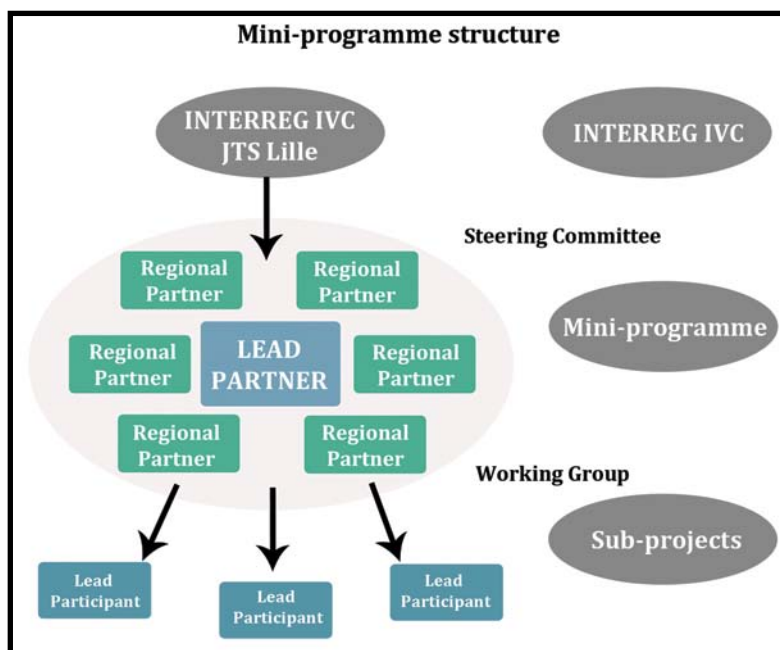 Mini-programme structure
INTERREG IVC
JTS Lille
INTERREG IVC
Steering Committee
Regional
Partner
Regional
Partner
Regional
Partner
LEAD
PARTNER
Regional
Partner
Mini-programme
Regional
Partner
Regional
Partner
Working Group
Sub-projects
Lead
Participant
Lead
Participant
Lead
Participant